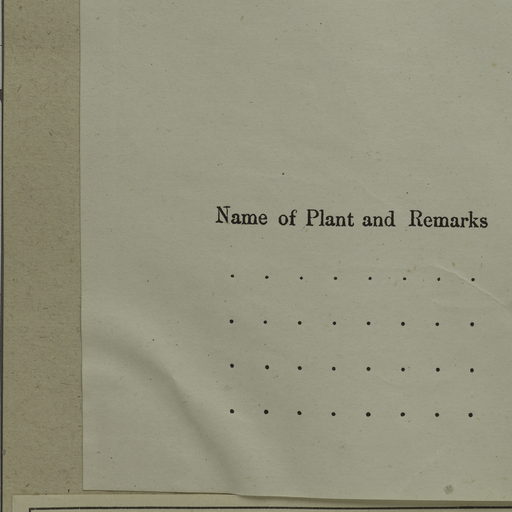 Name of Plant and Remarks
. . . . . . . .
. . . . . . . .
. . . . . . . .
. . . . . . . .